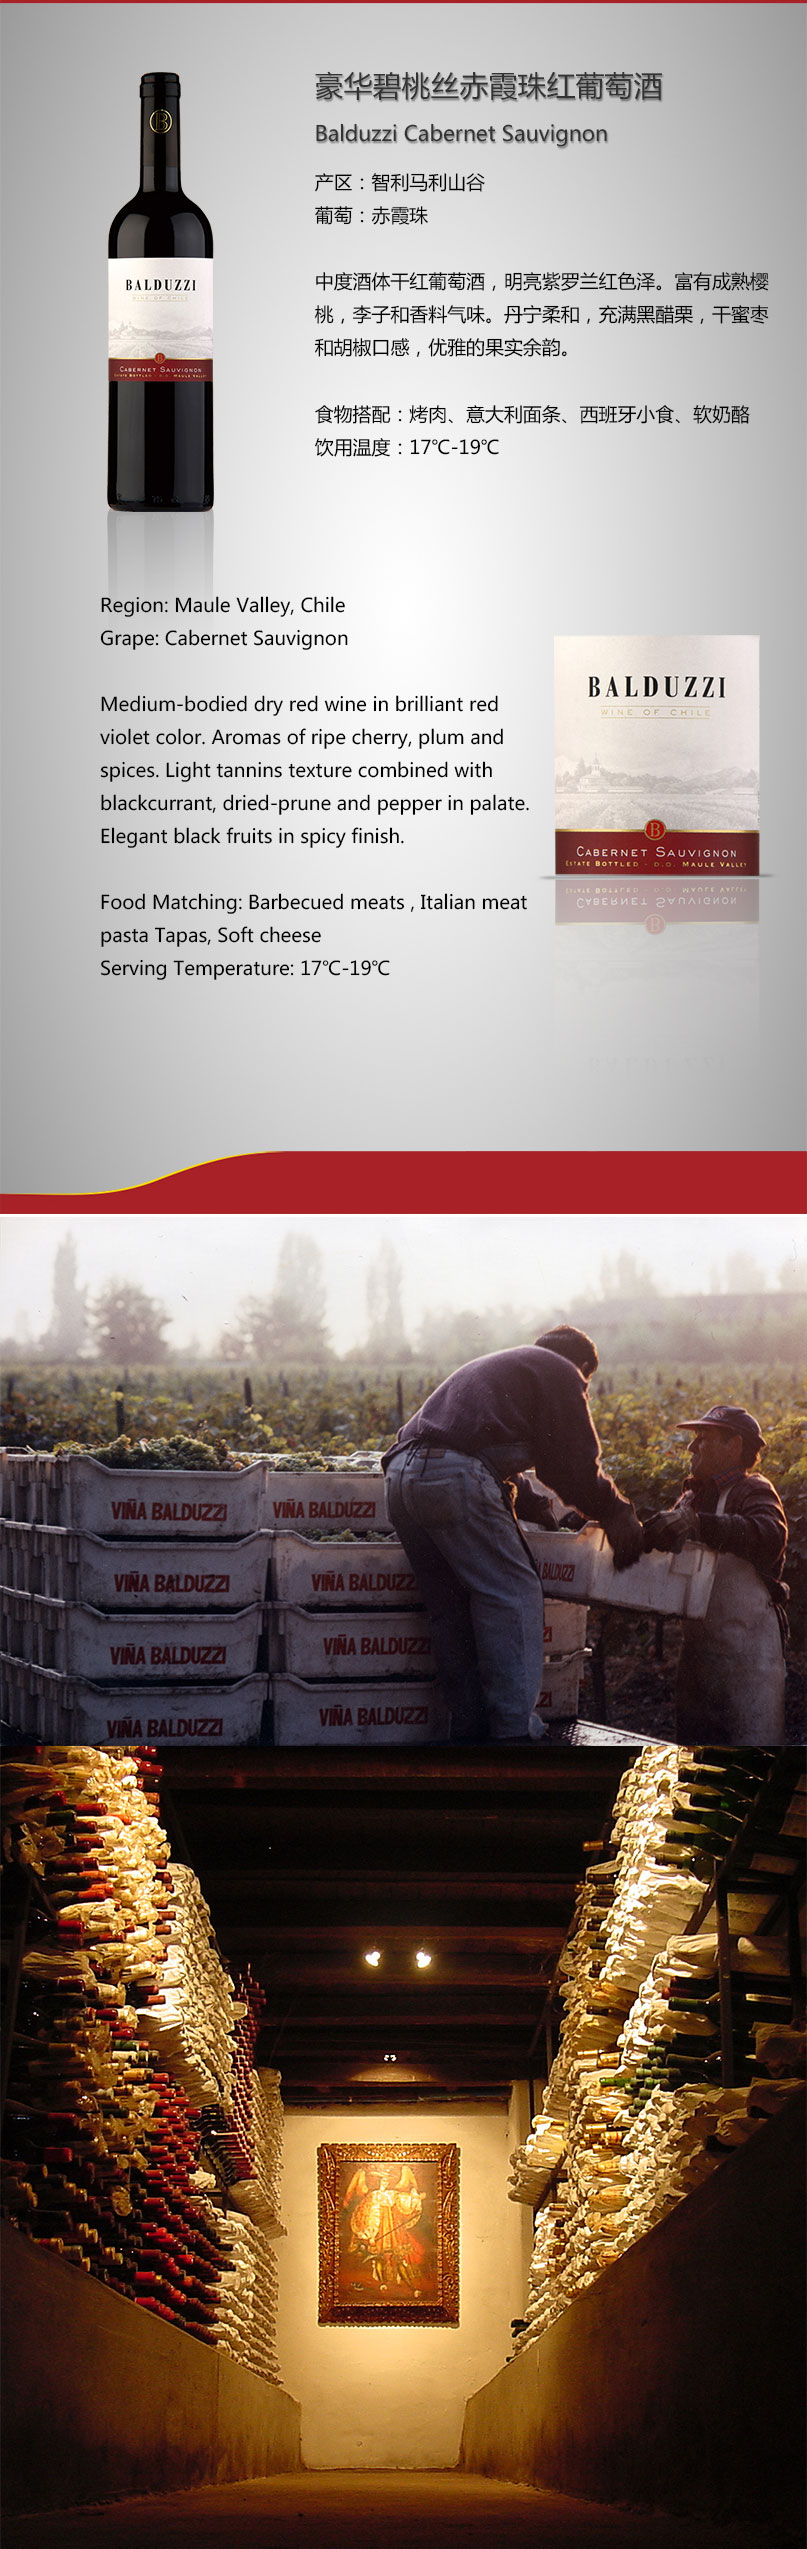 豪华碧桃丝赤霞珠红葡萄酒
Balduzzi Cabernet Sauvignon
产区：智利马利山谷
葡萄：赤霞珠
中度酒体干红葡萄酒，明亮紫罗兰红色泽。富有成熟樱
桃，李子和香料气味。丹宁柔和，充满黑醋栗，干蜜枣
和胡椒口感，优雅的果实余韵。
食物搭配：烤肉、意大利面条、西班牙小食、软奶酪
饮用温度：17℃-19℃
B
BALDUZZI
WINE OF CHILE
B
CABERNET SAUVIGNON
ESTATE BOTTLED - D.O. MAULE VALLEY
Region: Maule Valley, Chile
Grape: Cabernet Sauvignon
Medium-bodied dry red wine in brilliant red
violet color. Aromas of ripe cherry, plum and
spices. Light tannins texture combined with
blackcurrant, dried-prune and pepper in palate.
Elegant black fruits in spicy finish.
Food Matching: Barbecued meats , Italian meat
pasta Tapas, Soft cheese
Serving Temperature: 17℃-19℃
BALDUZZI
WINE OF CHILE
B
CABERNET SAUVIGNON
ESTATE BOTTLED - D.O. MAULE VALLEY
VIÑA BALDUZZI
VIÑA BALDUZZI
VIÑA BALDUZZI
VIÑA BALDUZZ
VIÑA BALDUZZI
VIÑA BALDUZZI
VIÑA BALDUZZI
VIÑA BALDUZZI
VIÑA BALDUZZI